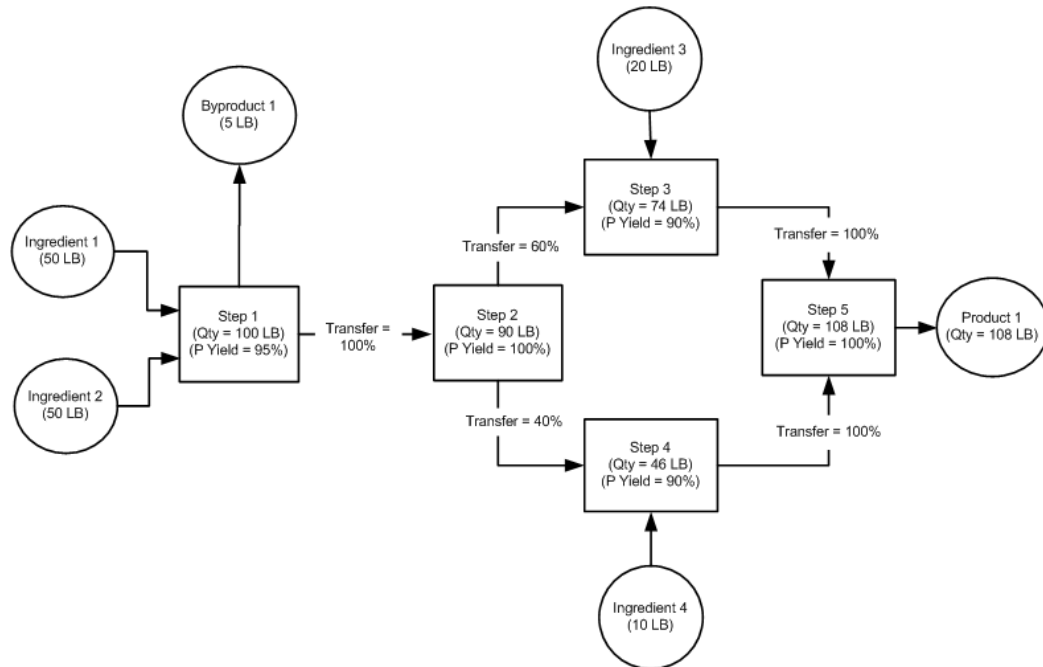 Ingredient 3
(20 LB)
Byproduct 1
(5 LB)
Step 3
(Qty = 74 LB)
(P Yield = 90%)
Ingredient 1
(50 LB)
Transfer = 60%
Transfer = 100%
Step 1
(Qty = 100 LB)
(P Yield = 95%)
Transfer =
100%
Step 2
(Qty = 90 LB)
(P Yield = 100%)
Step 5
(Qty = 108 LB)
(P Yield = 100%)
Product 1
(Qty = 108 LB)
Ingredient 2
(50 LB)
Transfer = 40%
Transfer = 100%
Step 4
(Qty = 46 LB)
(P Yield = 90%)
Ingredient 4
(10 LB)